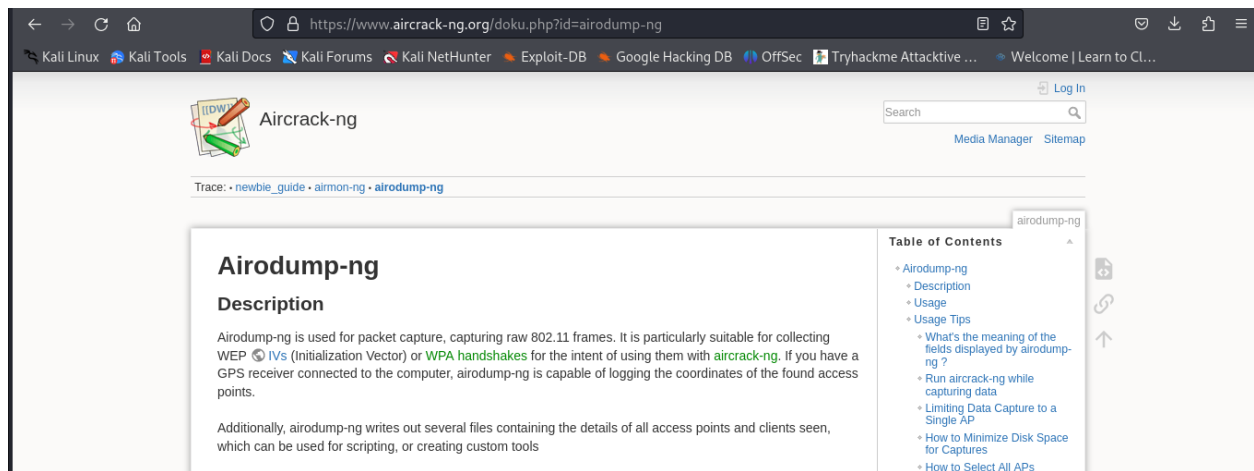 https://www.aircrack-ng.org/doku.php?id=airodump-ng
Kali Linux Kali Tools Kali Docs Kali Forums Kali NetHunter Exploit-DB Google Hacking DB OffSec Tryhackme Attacktive ... Welcome | Learn to Cl...
Log In
[[DW]]
Aircrack-ng
Search
Media Manager Sitemap
Trace: • newbie_guide • airmon-ng • airodump-ng
airodump-ng
Airodump-ng
Description
Airodump-ng is used for packet capture, capturing raw 802.11 frames. It is particularly suitable for collecting
WEP IVs (Initialization Vector) or WPA handshakes for the intent of using them with aircrack-ng. If you have a
GPS receiver connected to the computer, airodump-ng is capable of logging the coordinates of the found access
points.
Additionally, airodump-ng writes out several files containing the details of all access points and clients seen,
which can be used for scripting, or creating custom tools
Table of Contents
Airodump-ng
Description
Usage
Usage Tips
What's the meaning of the
fields displayed by airodump-
ng ?
Run aircrack-ng while
capturing data
Limiting Data Capture to a
Single AP
How to Minimize Disk Space
for Captures
How to Select All APs